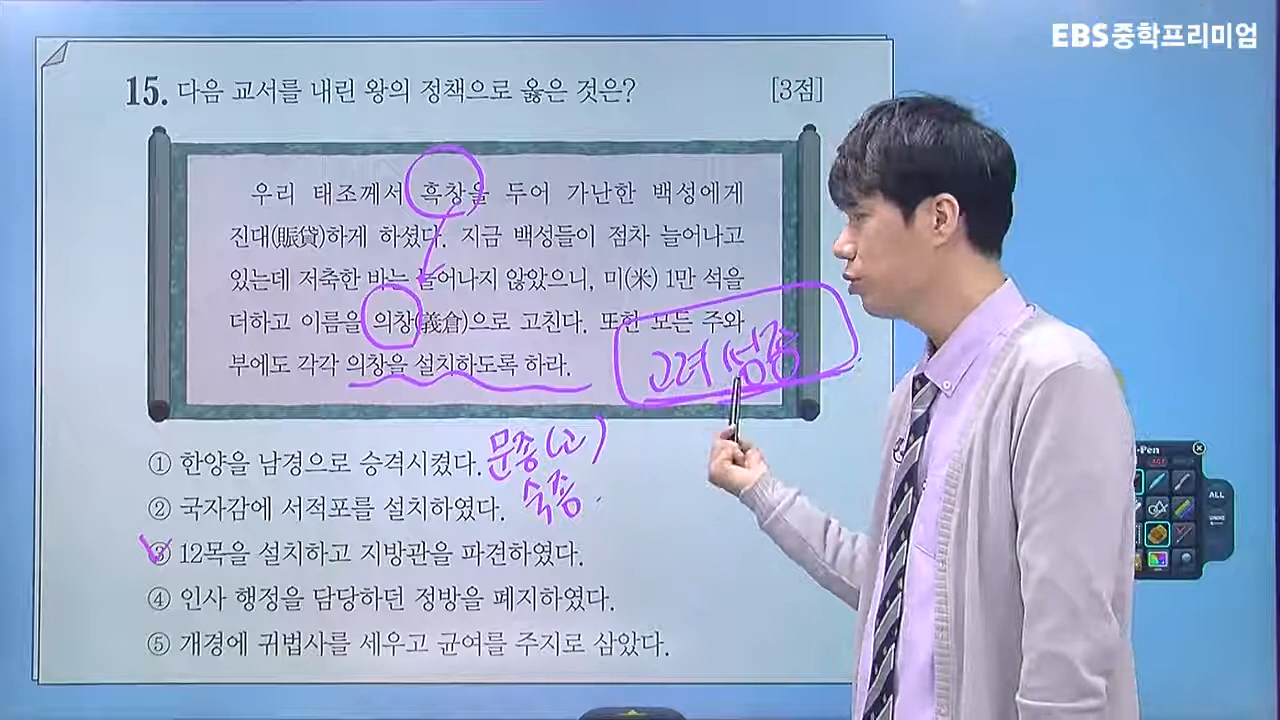 EBS중학프리미엄
15. 다음 교서를 내린 왕의 정책으로 옳은 것은? [3점]
우리 태조께서 흑창을 두어 가난한 백성에게
진대(賑貸)하게 하셨다. 지금 백성들이 점차 늘어나고
있는데 저축한 바는 늘어나지 않았으니, 미(米) 1만 석을
더하고 이름을 의창(義倉)으로 고친다. 또한 모든 주와
부에도 각각 의창을 설치하도록 하라.
고려 성종
① 한양을 남경으로 승격시켰다. 문종(고)
② 국자감에 서적포를 설치하였다. 숙종
③ 12목을 설치하고 지방관을 파견하였다.
④ 인사 행정을 담당하던 정방을 폐지하였다.
⑤ 개경에 귀법사를 세우고 균여를 주지로 삼았다.
-Pen
ALL